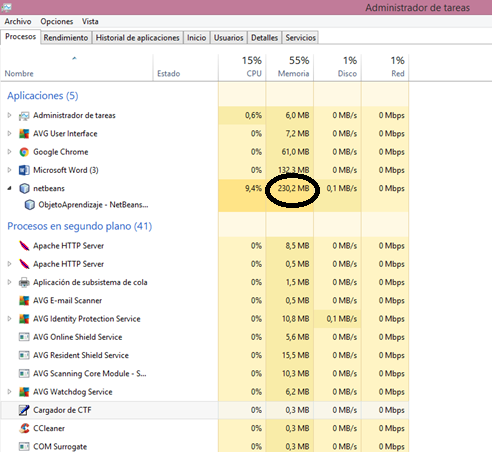 Administrador de tareas
Archivo Opciones Vista
Procesos Rendimiento Historial de aplicaciones Inicio Usuarios Detalles Servicios
15% 55% 1% 1%
Nombre Estado CPU Memoria Disco Red
Aplicaciones (5)
Administrador de tareas 0,6% 6,0 MB 0 MB/s 0 Mbps
AVG User Interface 0% 7,2 MB 0 MB/s 0 Mbps
Google Chrome 0% 61,0 MB 0 MB/s 0 Mbps
Microsoft Word (3) 0% 132,3 MB 0 MB/s 0 Mbps
netbeans 9,4% 230,2 MB 0,1 MB/s 0 Mbps
ObjetoAprendizaje - NetBeans...
Procesos en segundo plano (41)
Apache HTTP Server 0% 8,5 MB 0 MB/s 0 Mbps
Apache HTTP Server 0% 0,5 MB 0 MB/s 0 Mbps
Aplicación de subsistema de cola 0% 1,5 MB 0 MB/s 0 Mbps
AVG E-mail Scanner 0% 0,5 MB 0 MB/s 0 Mbps
AVG Identity Protection Service 0% 10,8 MB 0,1 MB/s 0 Mbps
AVG Online Shield Service 0% 5,6 MB 0 MB/s 0 Mbps
AVG Resident Shield Service 0% 15,5 MB 0 MB/s 0 Mbps
AVG Scanning Core Module - S... 0% 10,3 MB 0 MB/s 0 Mbps
AVG Watchdog Service 0% 6,2 MB 0 MB/s 0 Mbps
Cargador de CTF 0% 0,3 MB 0 MB/s 0 Mbps
CCleaner 0% 0,3 MB 0 MB/s 0 Mbps
COM Surrogate 0% 0,3 MB 0 MB/s 0 Mbps